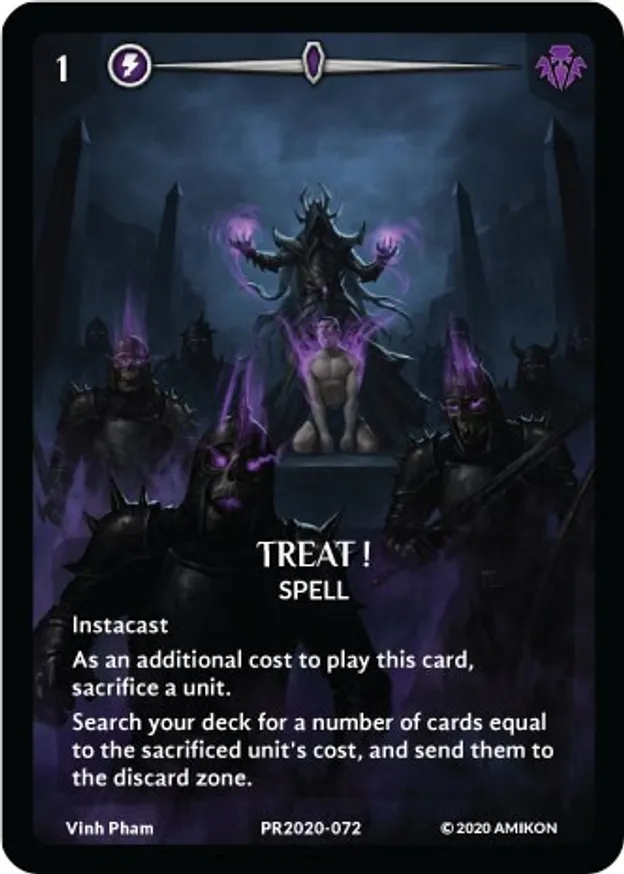 1
TREAT!
SPELL
Instacast
As an additional cost to play this card,
sacrifice a unit.
Search your deck for a number of cards equal
to the sacrificed unit's cost, and send them to
the discard zone.
Vinh Pham PR2020-072 © 2020 AMIKON